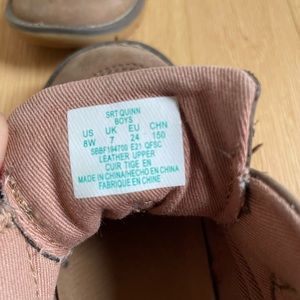 SRT QUINN
BOYS
US UK EU CHN
8W 7 24 150
SBBF194700 E21 QFSC
LEATHER UPPER
CUIR TIGE EN
MADE IN CHINA/HECHO EN CHINA
FABRIQUE EN CHINE